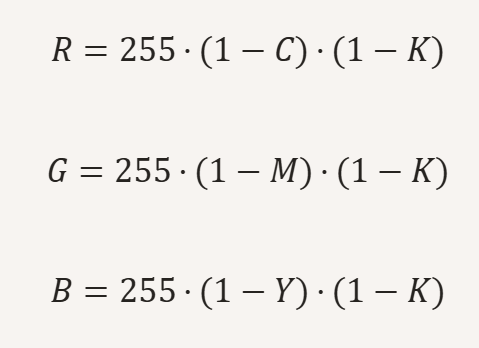 R = 255 · (1 − C) · (1 − K)
G = 255 · (1 − M) · (1 − K)
B = 255 · (1 − Y) · (1 − K)